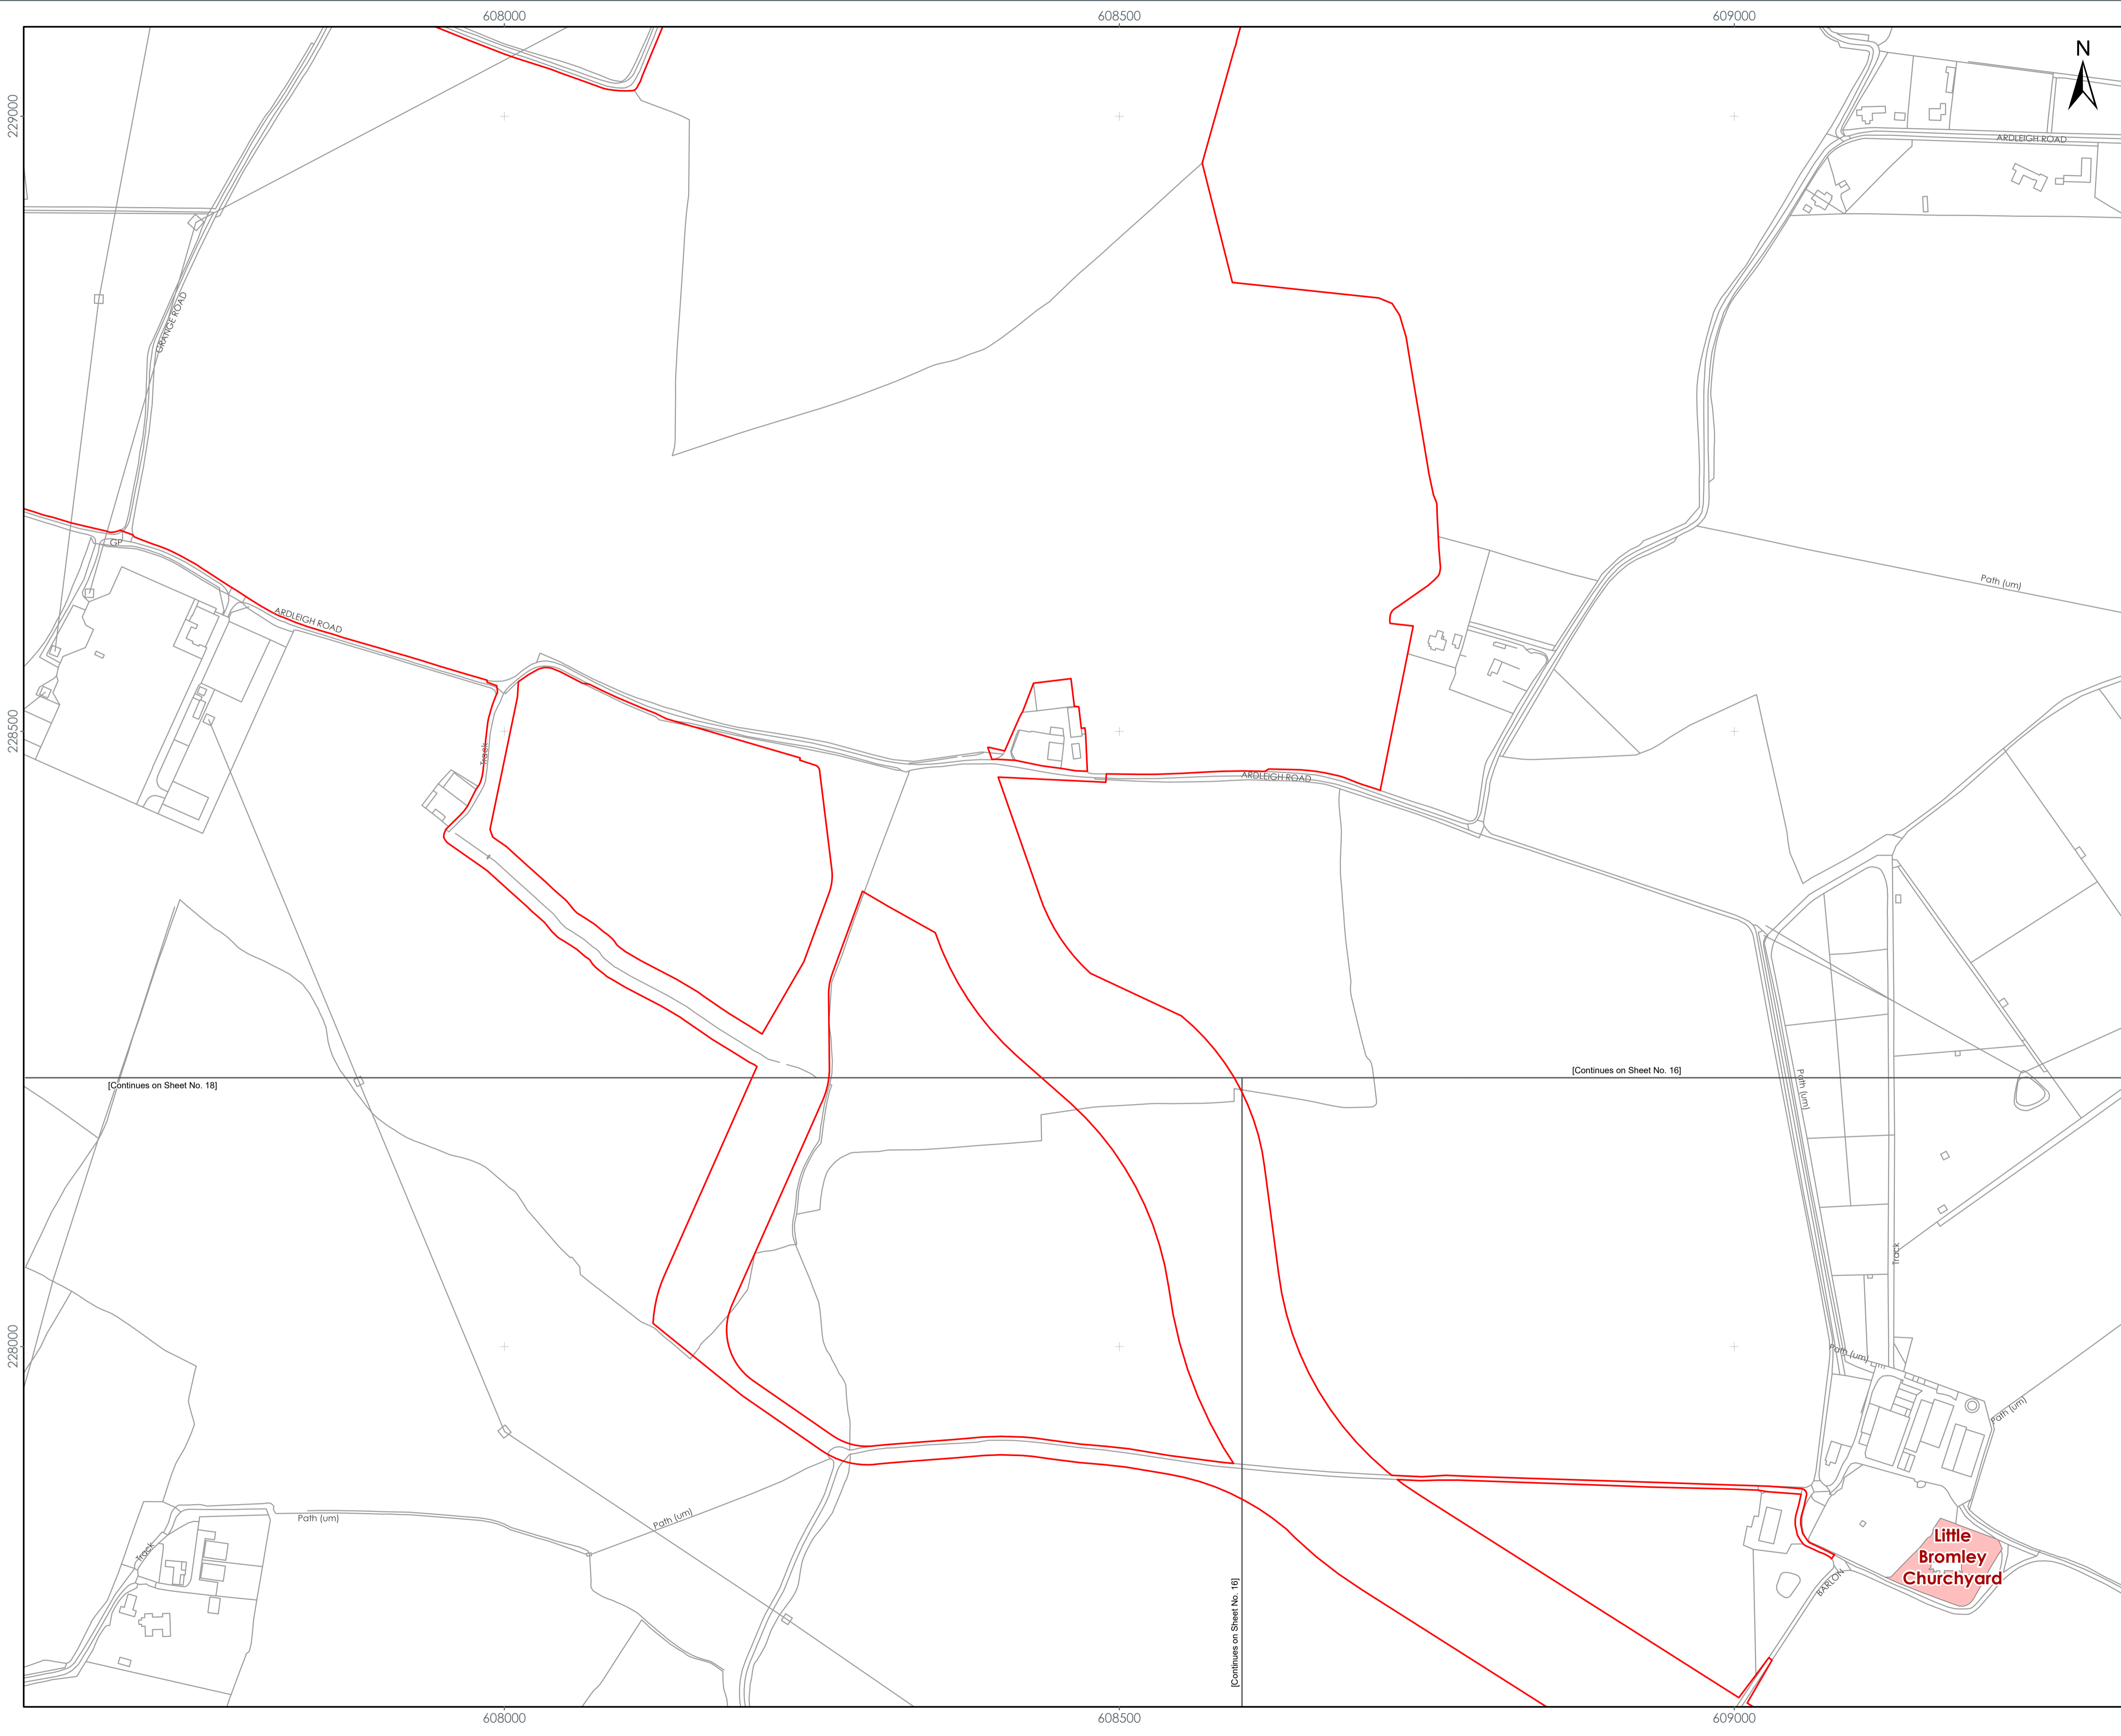 608000
608500
609000
N
229000
ARDLEIGH ROAD
GRANGE ROAD
GP
Path (um)
ARDLEIGH ROAD
228500
Track
ARDLEIGH ROAD
[Continues on Sheet No. 18]
[Continues on Sheet No. 16]
Path (um)
Track
228000
Path (um)
Path (um)
Path (um)
Path (um)
Track
Little
Bromley
Churchyard
BARLON
[Continues on Sheet No. 16]
608000
608500
609000